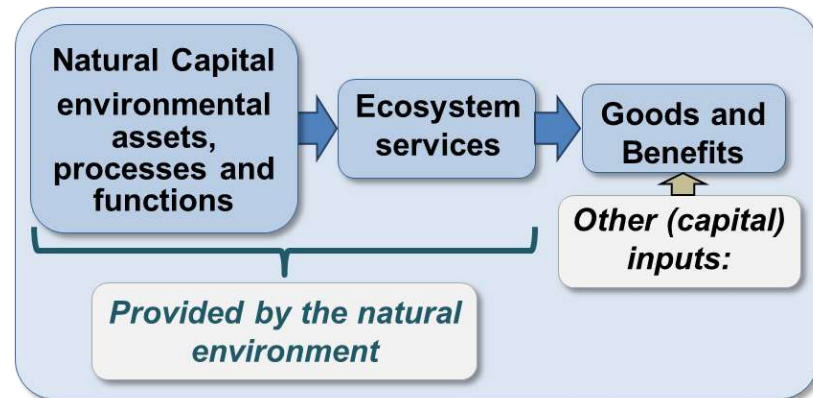 Natural Capital
environmental
assets,
processes and
functions
Ecosystem
services
Goods and
Benefits
Other (capital)
inputs:
Provided by the natural
environment